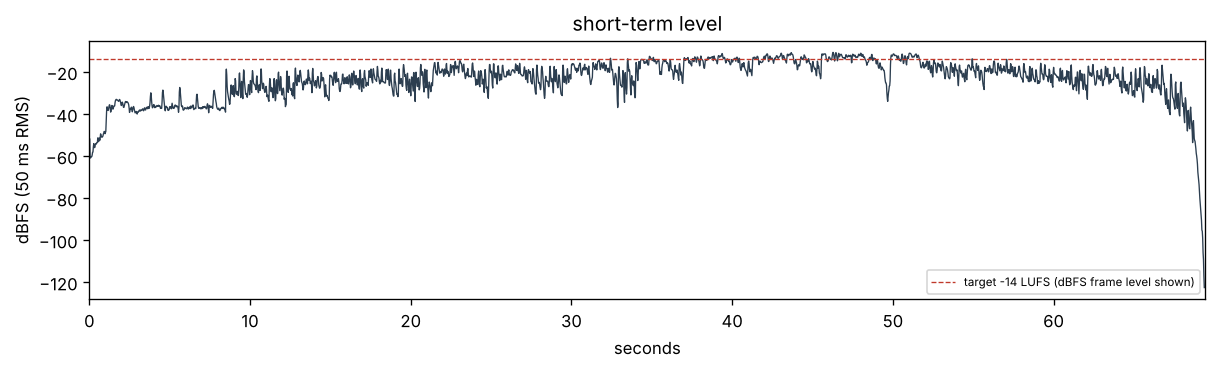 short-term level
dBFS (50 ms RMS)
−20
−40
−60
−80
−100
−120
target -14 LUFS (dBFS frame level shown)
0 10 20 30 40 50 60
seconds